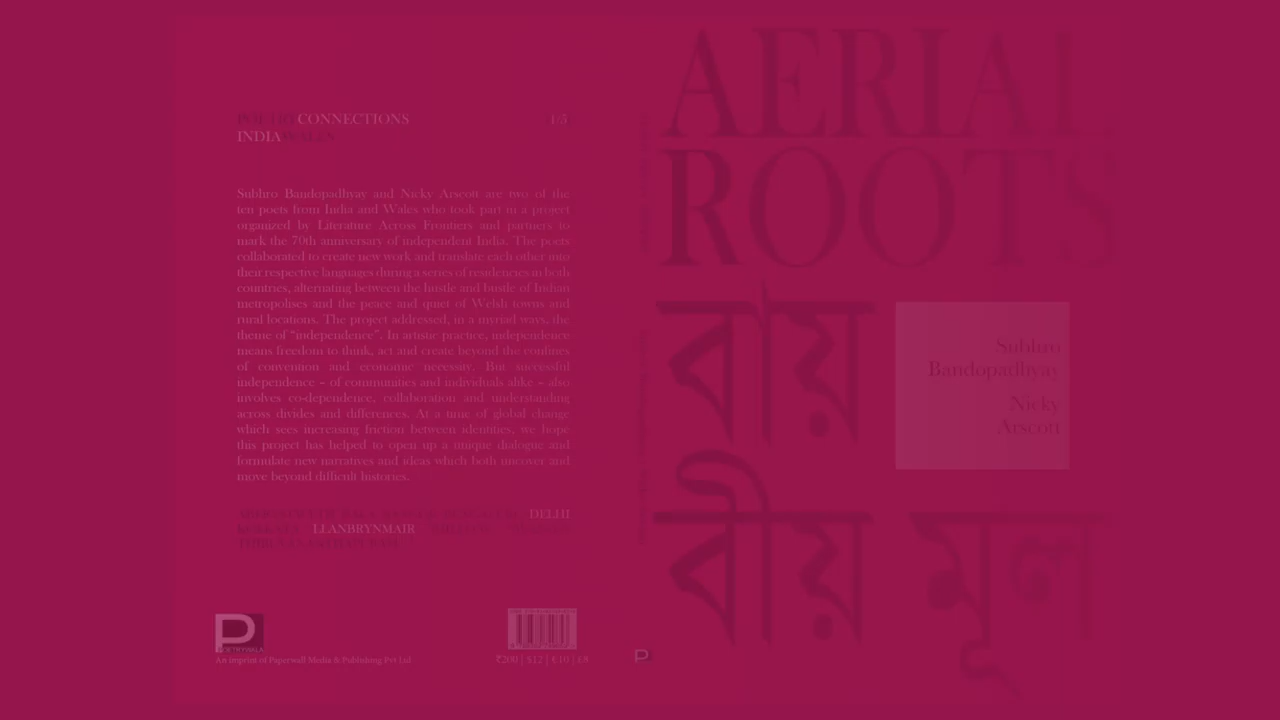 POETRY CONNECTIONS 1/5
INDIA WALES
Subhro Bandopadhyay and Nicky Arscott are two of the
ten poets from India and Wales who took part in a project
organized by Literature Across Frontiers and partners to
mark the 70th anniversary of independent India. The poets
collaborated to create new work and translate each other into
their respective languages during a series of residencies in both
countries, alternating between the hustle and bustle of Indian
metropolises and the peace and quiet of Welsh towns and
rural locations. The project addressed, in a myriad ways, the
theme of “independence”. In artistic practice, independence
means freedom to think, act and create beyond the confines
of convention and economic necessity. But successful
independence – of communities and individuals alike – also
involves co-dependence, collaboration and understanding
across divides and differences. At a time of global change
which sees increasing friction between identities, we hope
this project has helped to open up a unique dialogue and
formulate new narratives and ideas which both uncover and
move beyond difficult histories.
DELHI
LLANBRYNMAIR
POETRYWALA
An imprint of Paperwall Media & Publishing Pvt Ltd
₹200 | $12 | €10 | £8
AERIAL
ROOTS
বায়
বীয় মূল
Subhro
Bandopadhyay
Nicky
Arscott